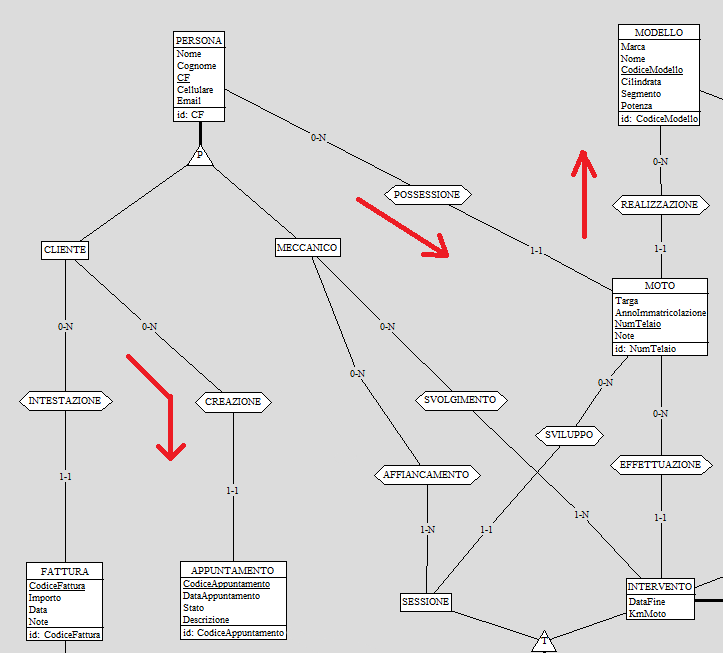 PERSONA
Nome
Cognome
CF
Cellulare
Email
id: CF
MODELLO
Marca
Nome
CodiceModello
Cilindrata
Segmento
Potenza
id: CodiceModello
0-N
P
0-N
POSSESSIONE
REALIZZAZIONE
CLIENTE
MECCANICO
1-1
1-1
MOTO
Targa
AnnoImmatricolazione
NumTelaio
Note
id: NumTelaio
0-N
0-N
0-N
0-N
0-N
0-N
INTESTAZIONE
CREAZIONE
SVOLGIMENTO
SVILUPPO
EFFETTUAZIONE
AFFIANCAMENTO
1-1
1-1
1-N
1-1
1-N
1-1
FATTURA
CodiceFattura
Importo
Data
Note
id: CodiceFattura
APPUNTAMENTO
CodiceAppuntamento
DataAppuntamento
Stato
Descrizione
id: CodiceAppuntamento
SESSIONE
INTERVENTO
DataFine
KmMoto
T